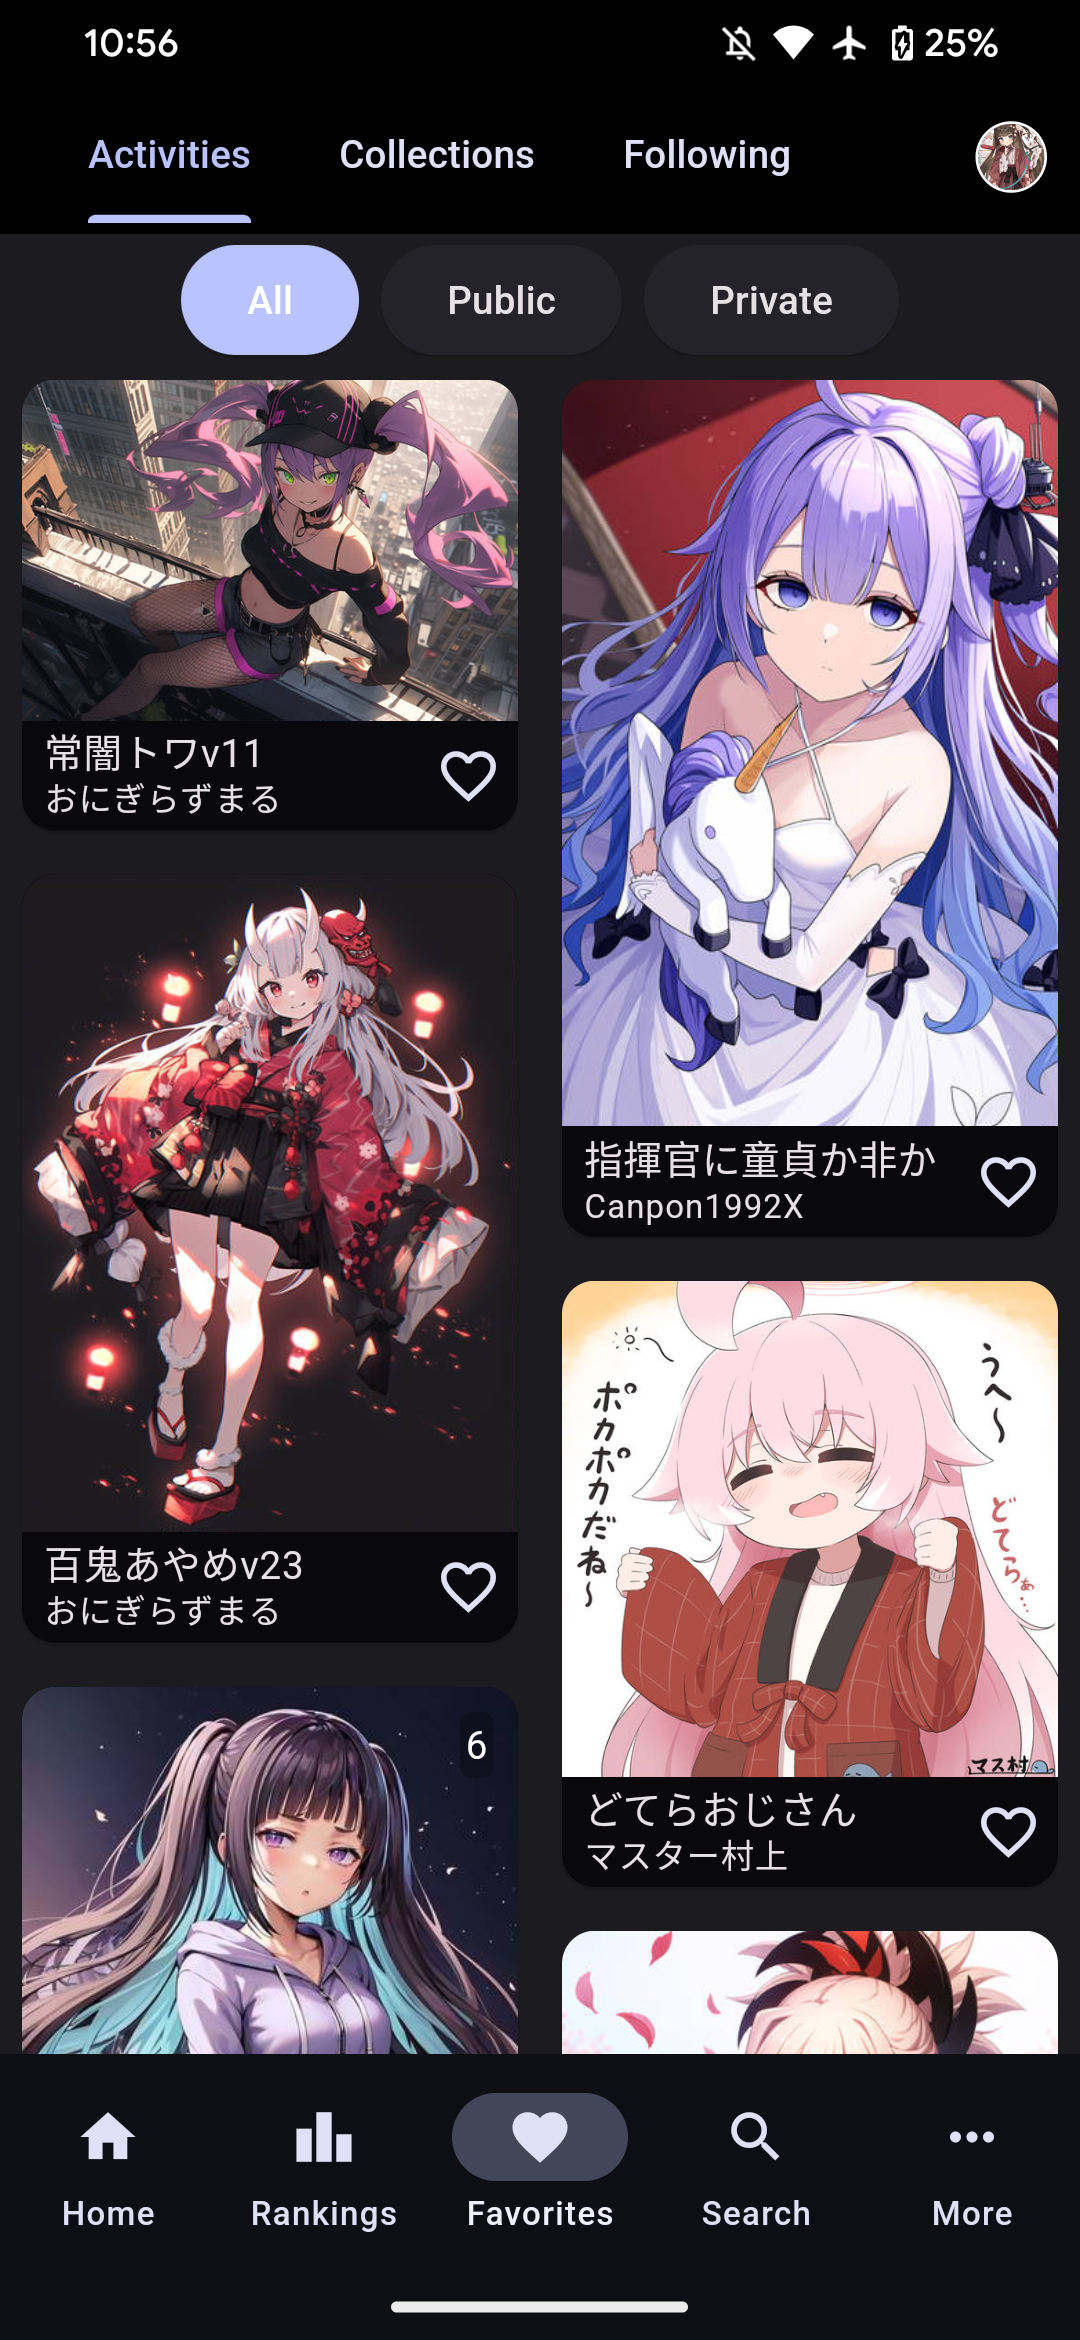 10:56
25%
Activities
Collections
Following
All
Public
Private
常闇トワv11
おにぎらずまる
指揮官に童貞か非か
Canpon1992X
百鬼あやめv23
おにぎらずまる
うへ〜
ポカポカだね〜
どてらぁ…
マス村
どてらおじさん
マスター村上
6
Home
Rankings
Favorites
Search
More